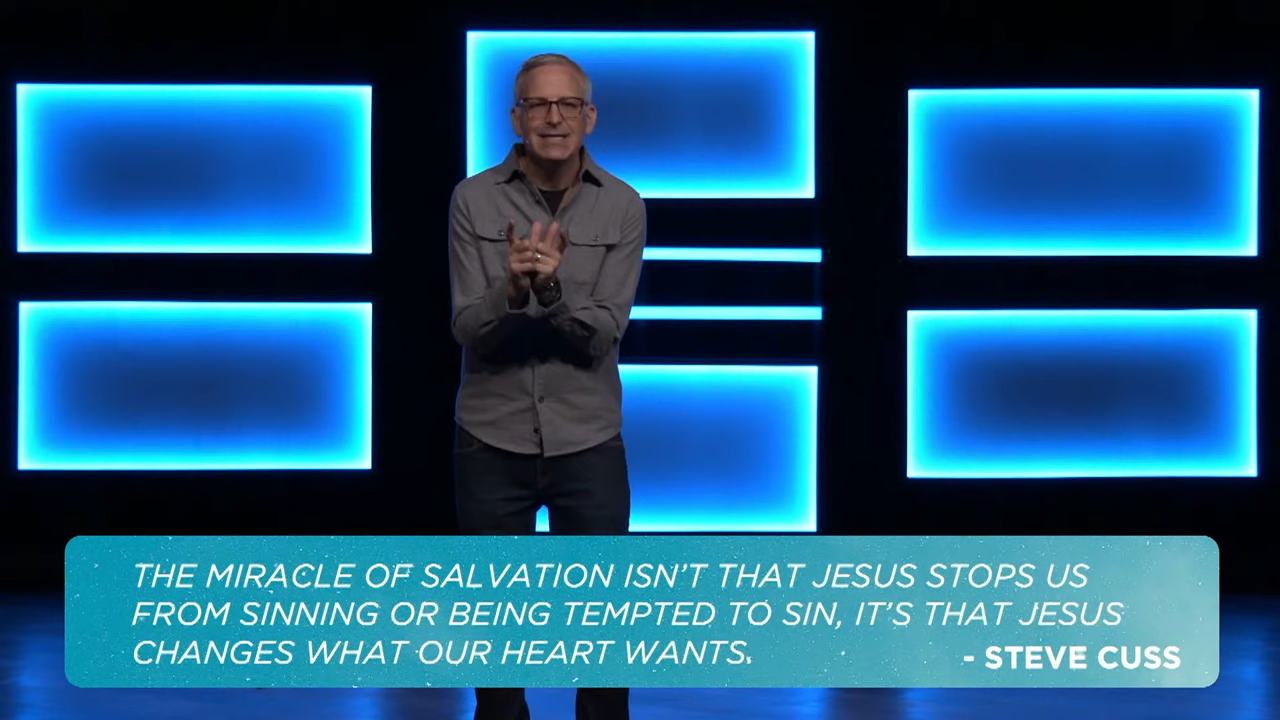 THE MIRACLE OF SALVATION ISN'T THAT JESUS STOPS US
FROM SINNING OR BEING TEMPTED TO SIN, IT'S THAT JESUS
CHANGES WHAT OUR HEART WANTS.
- STEVE CUSS